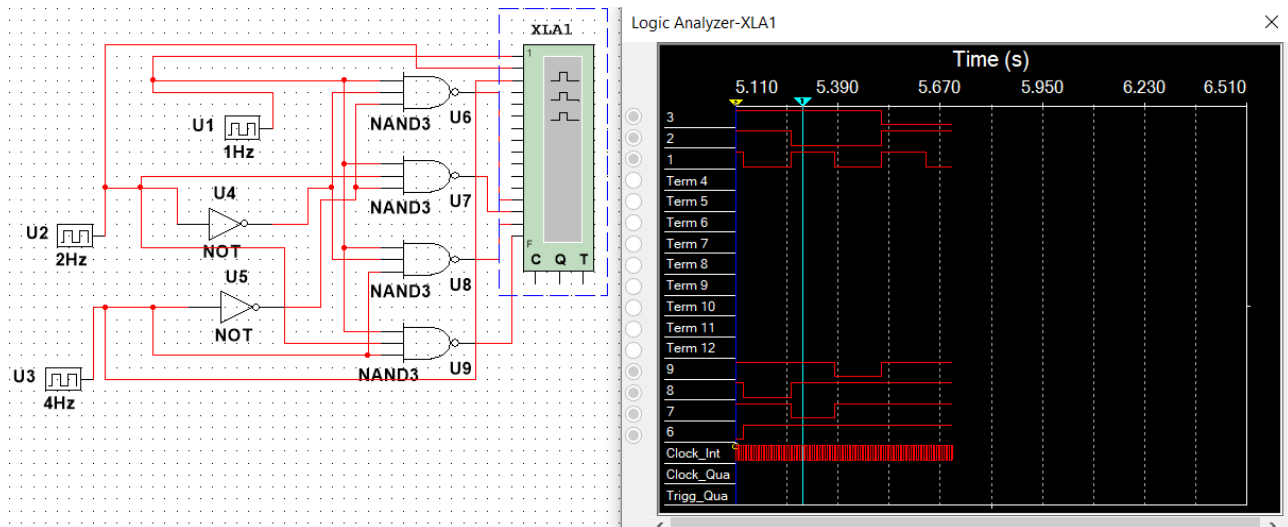 XLA1
1
U6
NAND3
U1
1Hz
U4
U7
NAND3
U2
2Hz
NOT
F
C Q T
U5
U8
NAND3
NOT
U3
4Hz
U9
NAND3
Logic Analyzer-XLA1
Time (s)
5.110 5.390 5.670 5.950 6.230 6.510
1
3
2
1
Term 4
Term 5
Term 6
Term 7
Term 8
Term 9
Term 10
Term 11
Term 12
9
8
7
6
Clock_Int
Clock_Qua
Trigg_Qua